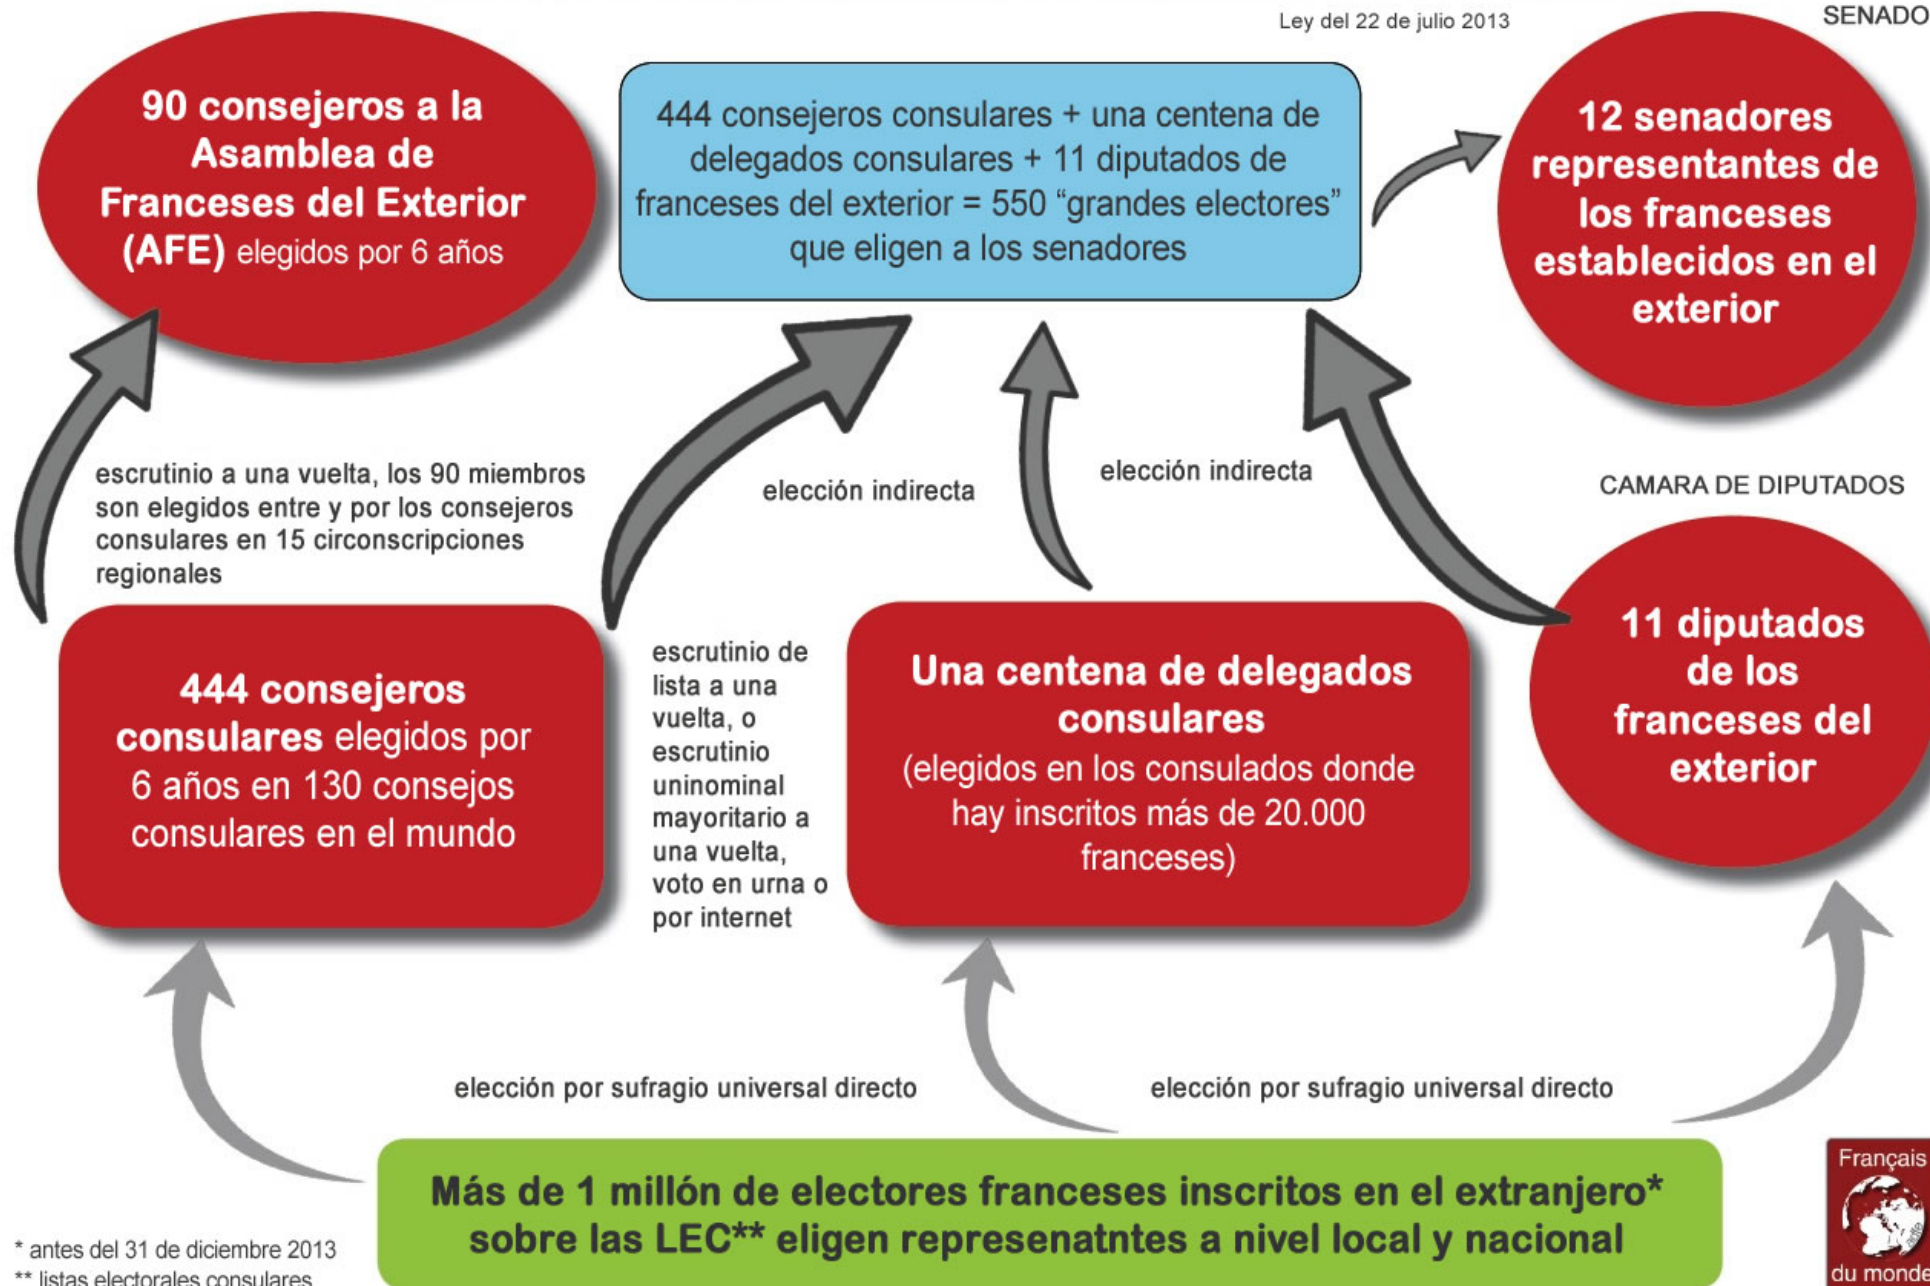 Ley del 22 de julio 2013
SENADO
90 consejeros a la
Asamblea de
Franceses del Exterior
(AFE) elegidos por 6 años
444 consejeros consulares + una centena de
delegados consulares + 11 diputados de
franceses del exterior = 550 “grandes electores”
que eligen a los senadores
12 senadores
representantes de
los franceses
establecidos en el
exterior
escrutinio a una vuelta, los 90 miembros
son elegidos entre y por los consejeros
consulares en 15 circonscripciones
regionales
elección indirecta
elección indirecta
CAMARA DE DIPUTADOS
444 consejeros
consulares elegidos por
6 años en 130 consejos
consulares en el mundo
escrutinio de
lista a una
vuelta, o
escrutinio
uninominal
mayoritario a
una vuelta,
voto en urna o
por internet
Una centena de delegados
consulares
(elegidos en los consulados donde
hay inscritos más de 20.000
franceses)
11 diputados
de los
franceses del
exterior
elección por sufragio universal directo
elección por sufragio universal directo
Más de 1 millón de electores franceses inscritos en el extranjero*
sobre las LEC** eligen represenatntes a nivel local y nacional
* antes del 31 de diciembre 2013
** listas electorales consulares
Français
du monde